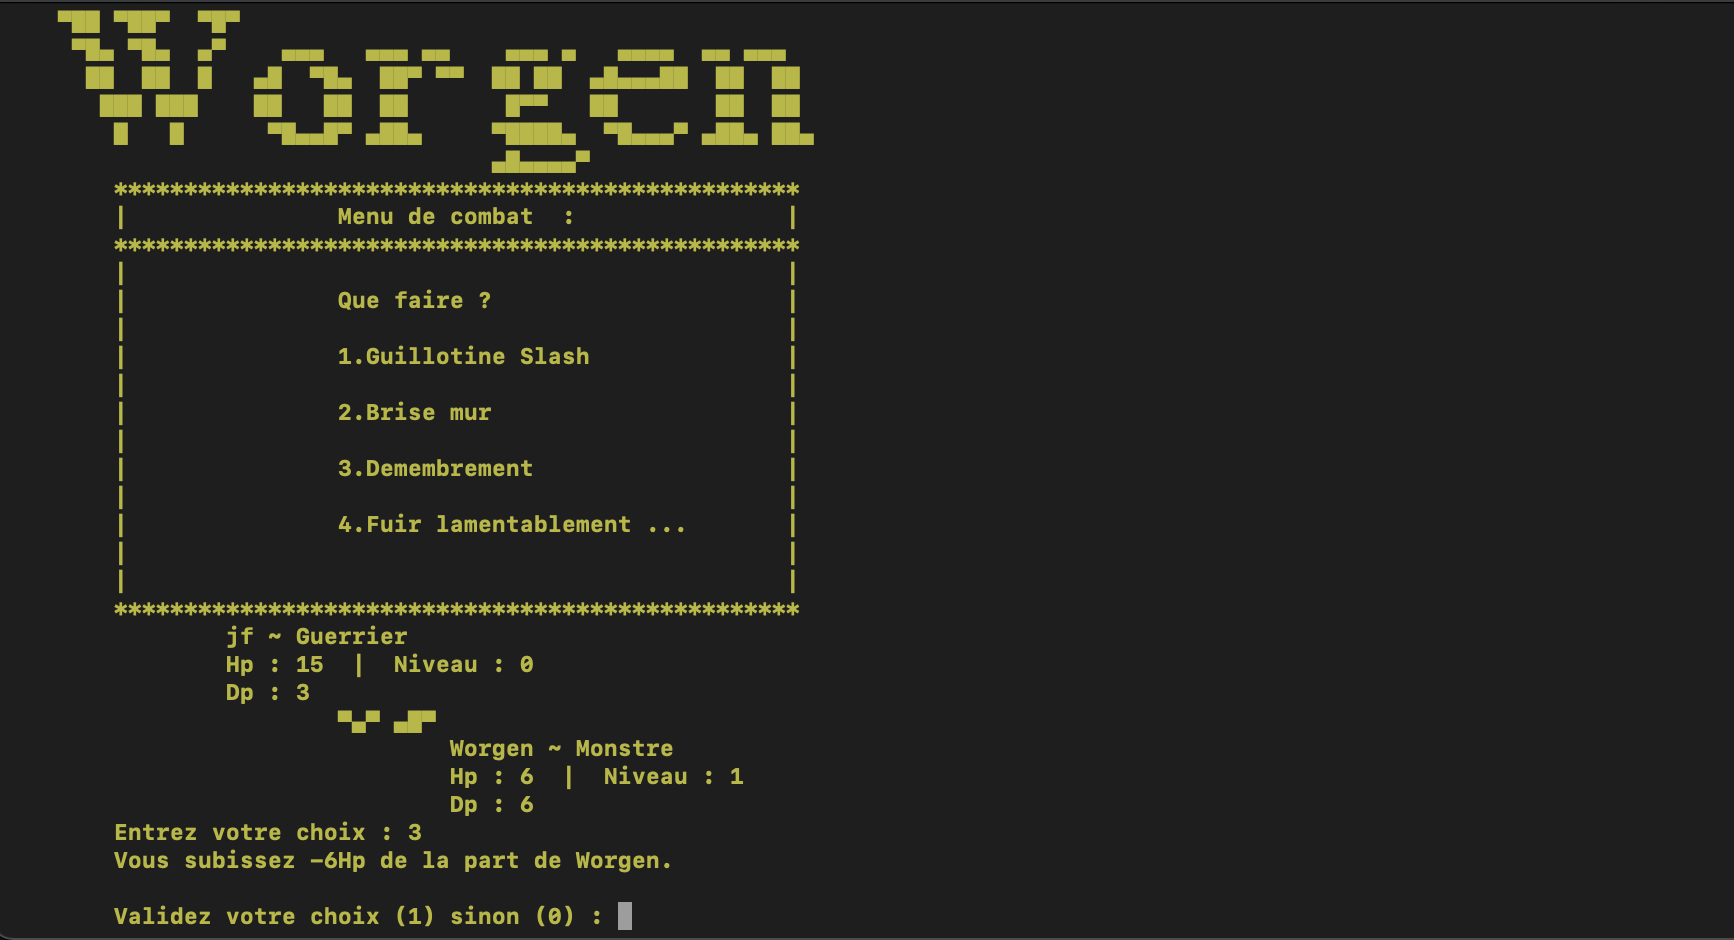 Worgen
*************************************************
| Menu de combat  : |
*************************************************
Que faire ?
1.Guillotine Slash
2.Brise mur
3.Demembrement
4.Fuir lamentablement ...
*************************************************
jf ~ Guerrier
Hp : 15  |  Niveau : 0
Dp : 3
vs
Worgen ~ Monstre
Hp : 6  |  Niveau : 1
Dp : 6
Entrez votre choix : 3
Vous subissez -6Hp de la part de Worgen.
Validez votre choix (1) sinon (0) :